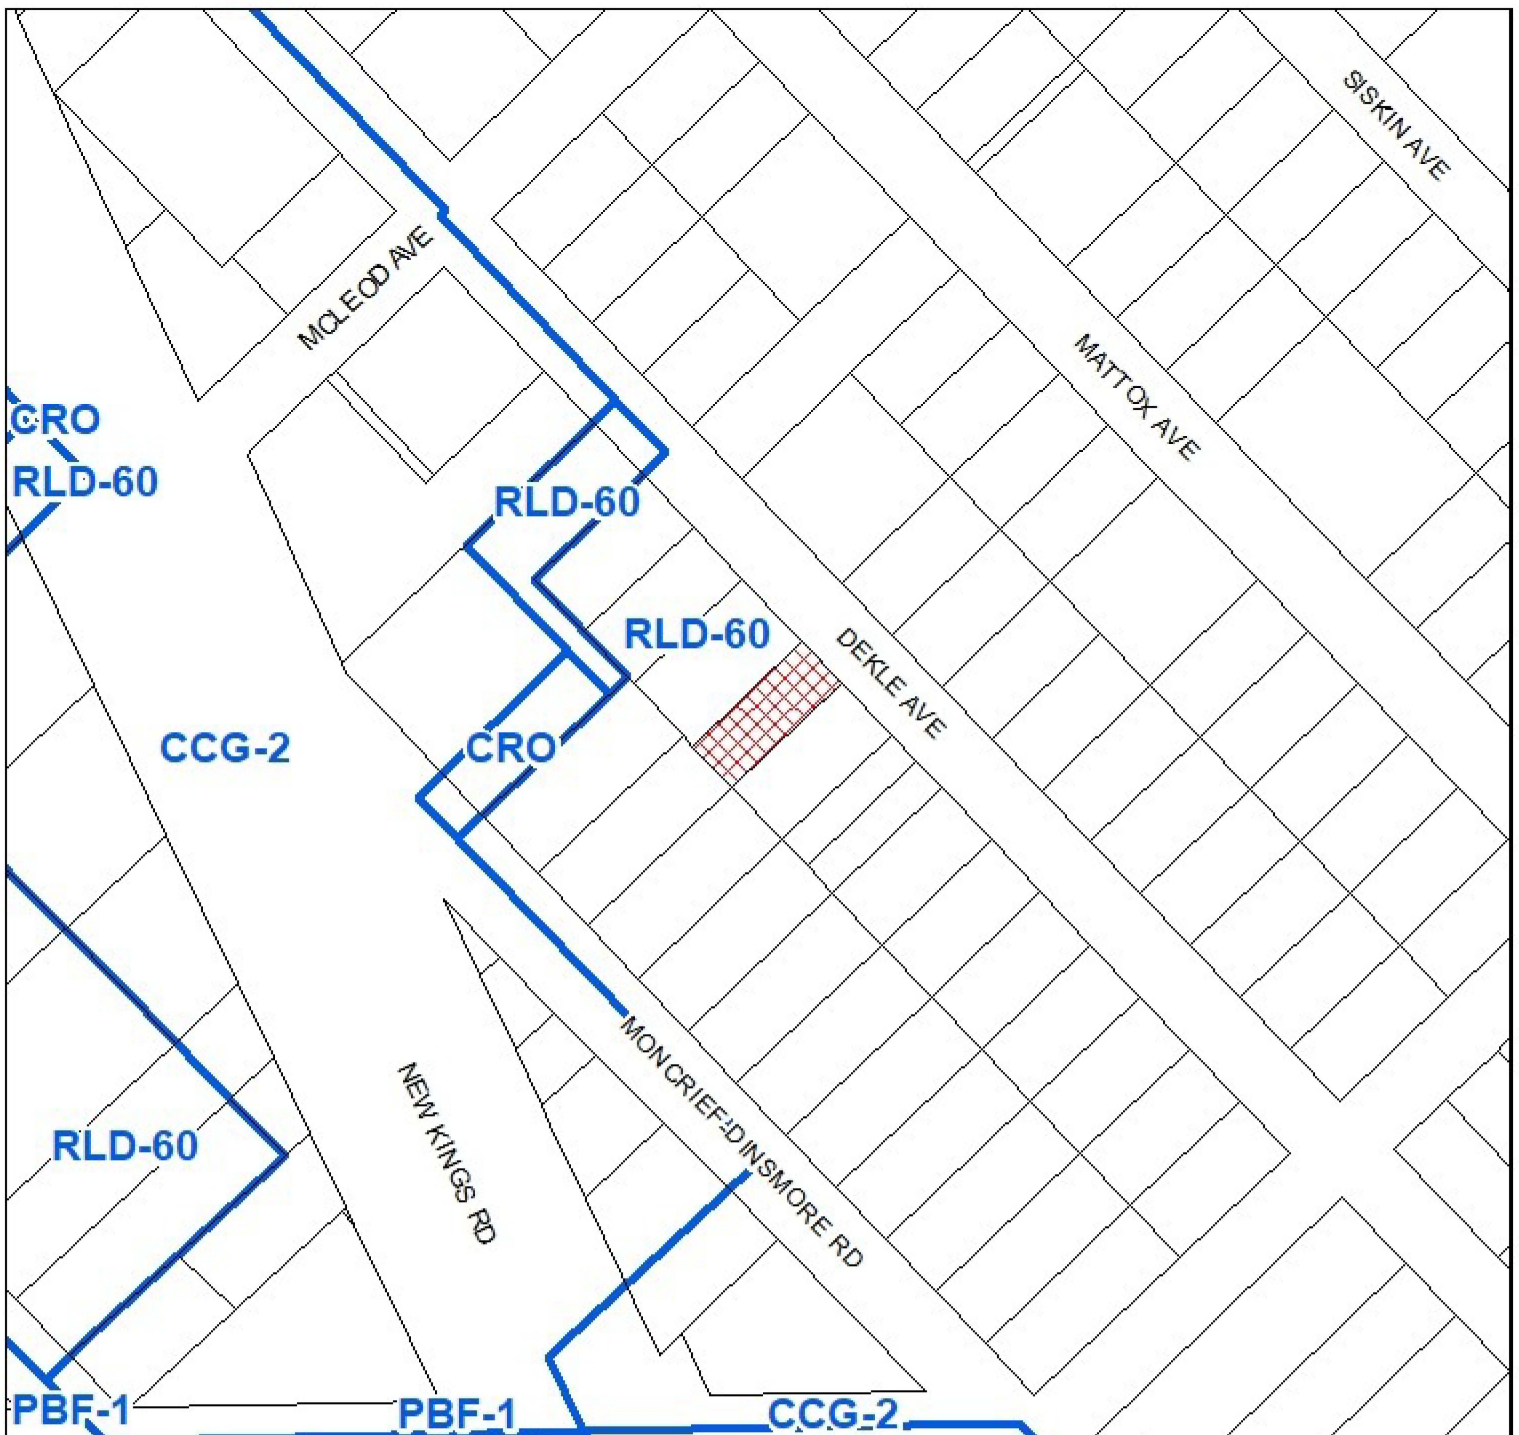 SISKIN AVE
MCLEOD AVE
MATTOX AVE
CRO
RLD-60
RLD-60
RLD-60
DEKLE AVE
CCG-2
CRO
MONCRIEF-DINSMORE RD
NEW KINGS RD
RLD-60
PBF-1
PBF-1
CCG-2